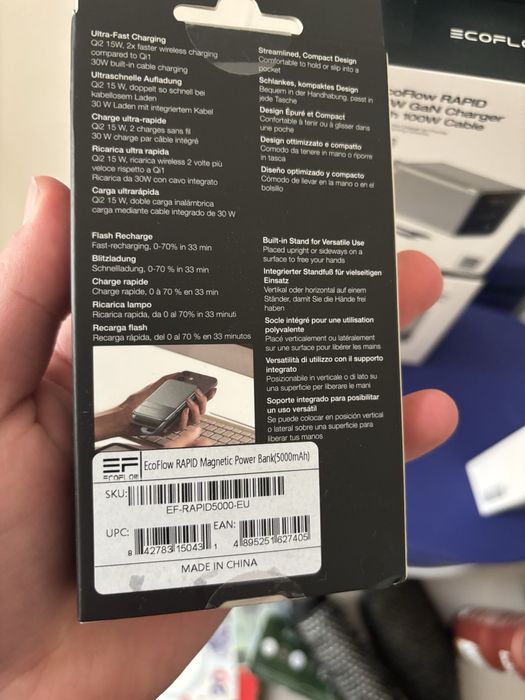 Ultra-Fast Charging
Qi2 15W, 2x faster wireless charging
compared to Qi1
30W built-in cable charging
Ultraschnelle Aufladung
Qi2 15 W, doppelt so schnell bei
kabellosem Laden
30 W Laden mit integriertem Kabel
Charge ultra-rapide
Qi2 15 W, 2 charges sans fil
30 W charge par câble intégré
Ricarica ultra rapida
Qi2 15 W, ricarica wireless 2 volte più
veloce rispetto a Qi1
Ricarica da 30W con cavo integrato
Carga ultrarápida
Qi2 15 W, doble carga inalámbrica
carga mediante cable integrado de 30 W
Streamlined, Compact Design
Comfortable to hold or slip into a
pocket
Schlankes, kompaktes Design
Bequem in der Handhabung, passt in
jede Tasche
Design Épuré et Compact
Confortable à tenir ou à glisser dans
une poche
Design ottimizzato e compatto
Comodo da tenere in mano o riporre
in tasca
Diseño optimizado y compacto
Cómodo de llevar en la mano o en el
bolsillo
Flash Recharge
Fast-recharging, 0-70% in 33 min
Blitzladung
Schnellladung, 0-70 % in 33 min
Charge rapide
Charge rapide, 0 à 70 % en 33 min
Ricarica lampo
Ricarica rapida, da 0 al 70% in 33 minuti
Recarga flash
Recarga rápida, del 0 al 70 % en 33 minutos
Built-in Stand for Versatile Use
Placed upright or sideways on a
surface to free your hands
Integrierter Standfuß für vielseitigen
Einsatz
Vertikal oder horizontal auf einem
Ständer, damit Sie die Hände frei
haben
Socle intégré pour une utilisation
polyvalente
Placé verticalement ou latéralement
sur une surface pour libérer les mains
Versatilità di utilizzo con il supporto
integrato
Posizionabile in verticale o di lato su
una superficie per liberare le mani
Soporte integrado para posibilitar
un uso versátil
Se puede colocar en posición vertical
o lateral sobre una superficie para
liberar tus manos
EF
ECOFLOW
EcoFlow RAPID Magnetic Power Bank(5000mAh)
SKU:
EF-RAPID5000-EU
UPC:
8 42783 15043 1
EAN:
4 895251 627405
MADE IN CHINA
ECOFLO
coFlow RAPID
W GaN Charger
100W Cable